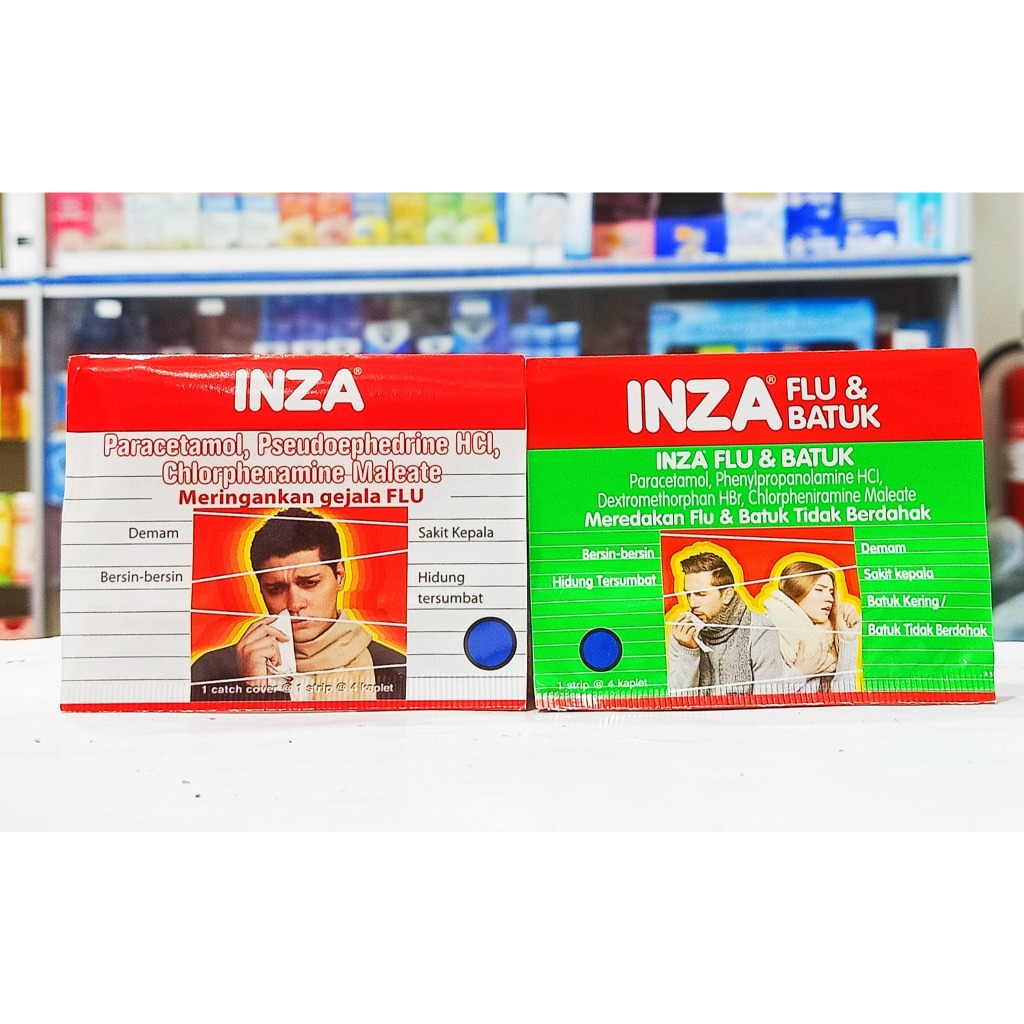 INZA®
Paracetamol, Pseudoephedrine HCl,
Chlorphenamine Maleate
Meringankan gejala FLU
Demam
Bersin-bersin
Sakit Kepala
Hidung
tersumbat
1 catch cover @ 1 strip @ 4 kaplet
INZA® FLU &
BATUK
INZA FLU & BATUK
Paracetamol, Phenylpropanolamine HCl,
Dextromethorphan HBr, Chlorpheniramine Maleate
Meredakan Flu & Batuk Tidak Berdahak
Bersin-bersin
Hidung Tersumbat
Demam
Sakit kepala
Batuk Kering /
Batuk Tidak Berdahak
1 strip @ 4 kaplet